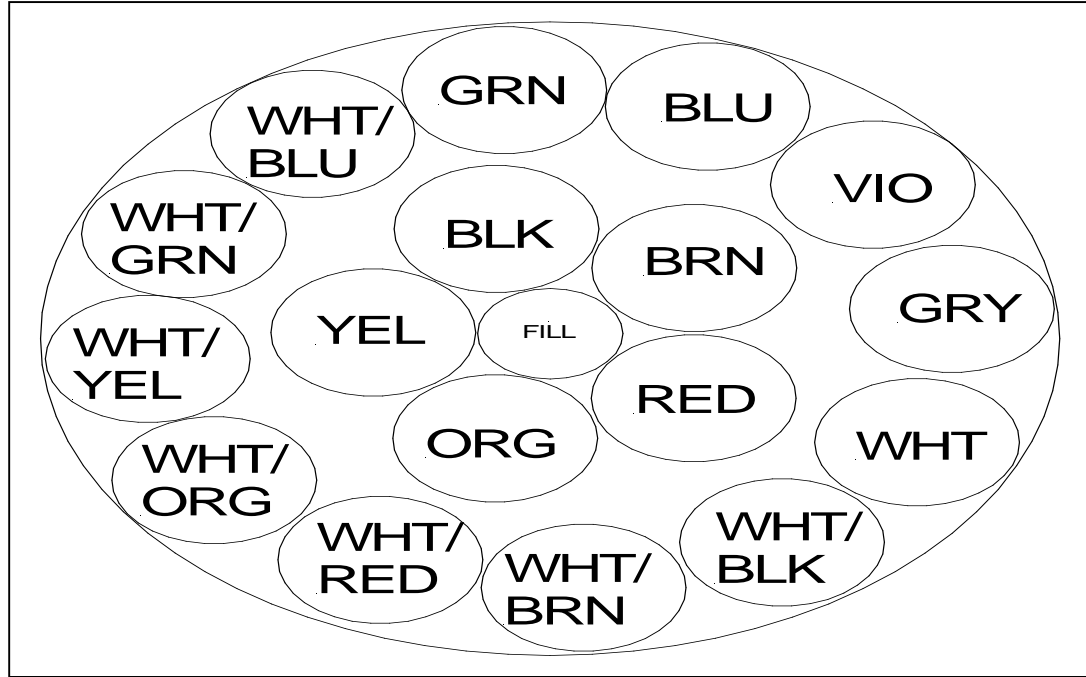 GRN
BLU
WHT/
BLU
VIO
WHT/
GRN
BLK
BRN
GRY
YEL
FILL
WHT/
YEL
RED
ORG
WHT
WHT/
ORG
WHT/
RED
WHT/
BRN
WHT/
BLK